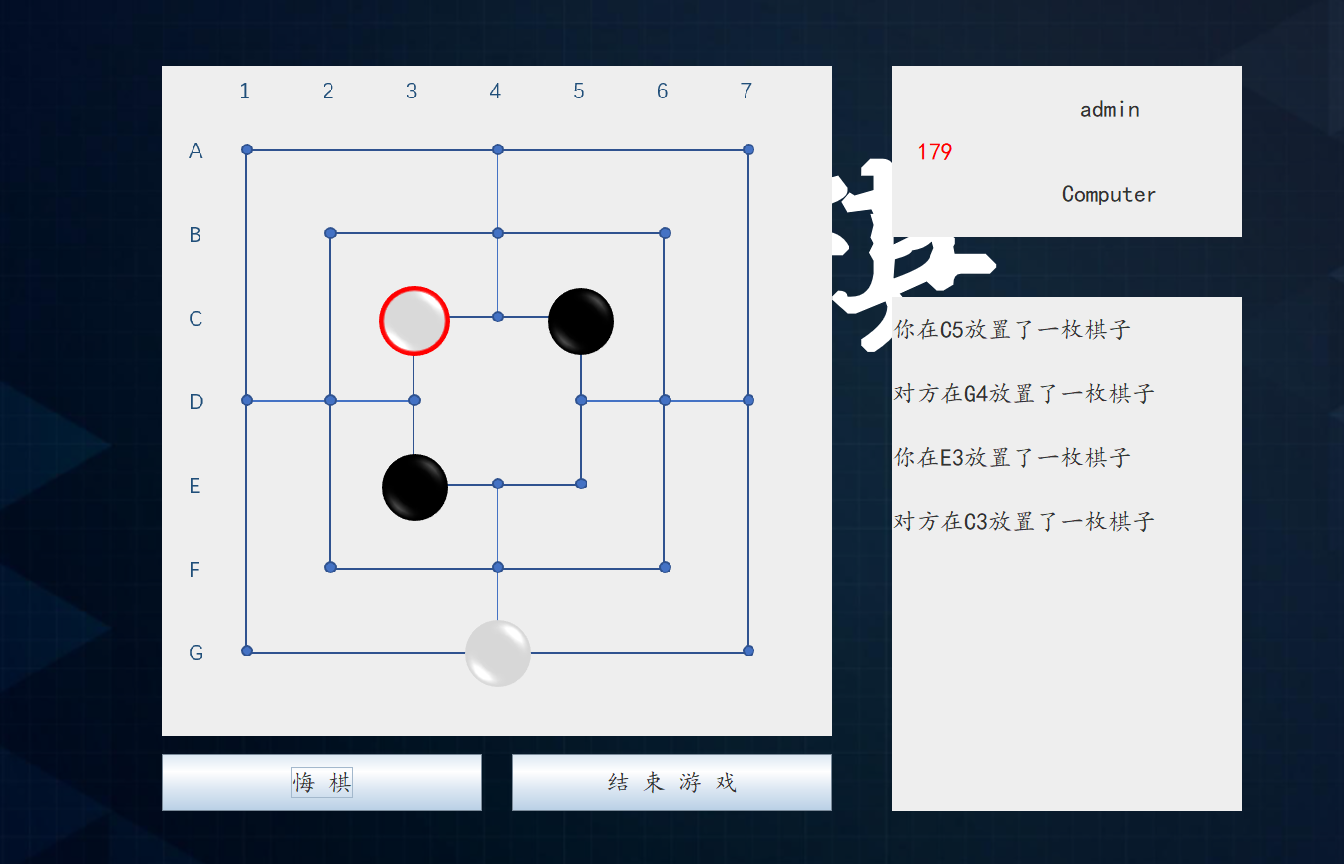 1 2 3 4 5 6 7
A
B
C
D
E
F
G
悔 棋
结 束 游 戏
admin
179
Computer
你在C5放置了一枚棋子
对方在G4放置了一枚棋子
你在E3放置了一枚棋子
对方在C3放置了一枚棋子